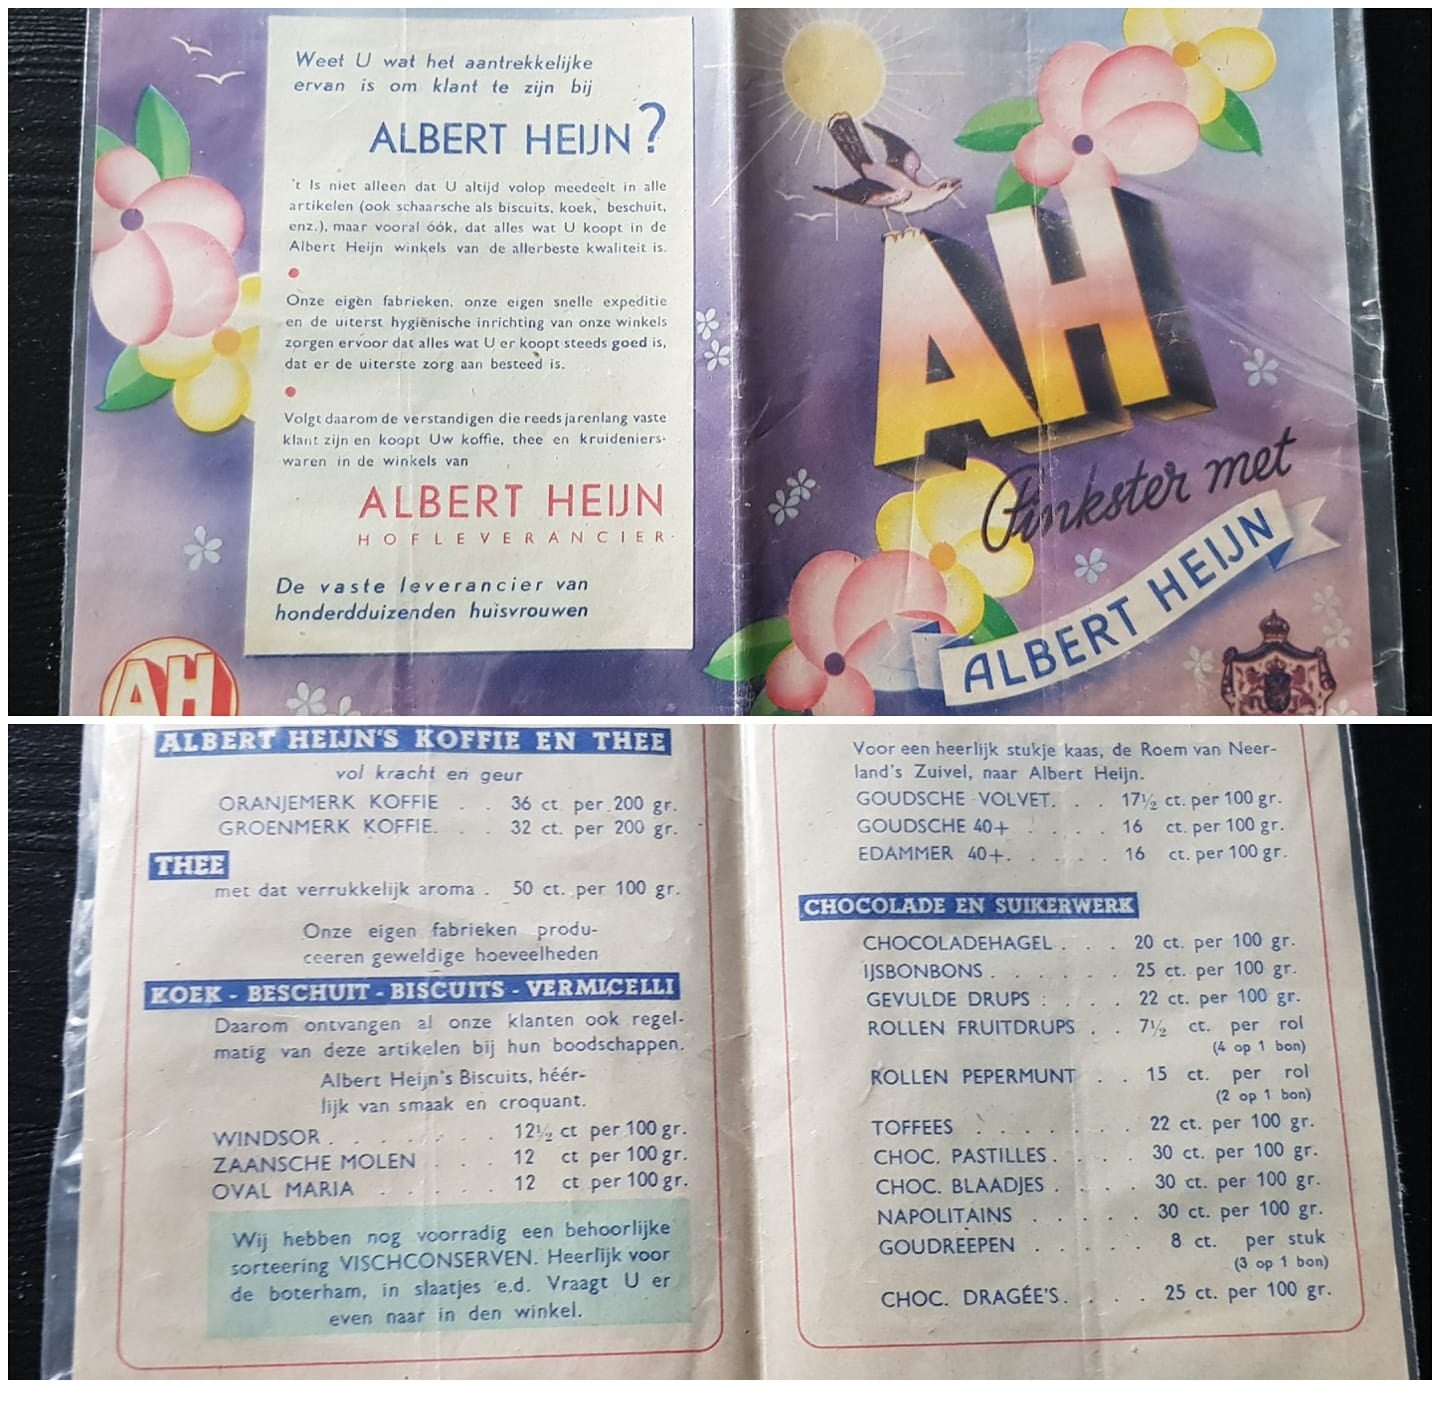 Weet U wat het aantrekkelijke
ervan is om klant te zijn bij
ALBERT HEIJN?
't Is niet alleen dat U altijd volop meedeelt in alle
artikelen (ook schaarsche als biscuits, koek, beschuit,
enz.), maar vooral óók, dat alles wat U koopt in de
Albert Heijn winkels van de allerbeste kwaliteit is.
Onze eigen fabrieken, onze eigen snelle expeditie
en de uiterst hygiënische inrichting van onze winkels
zorgen ervoor dat alles wat U er koopt steeds goed is,
dat er de uiterste zorg aan besteed is.
Volgt daarom de verstandigen die reeds jarenlang vaste
klant zijn en koopt Uw koffie, thee en kruideniers-
waren in de winkels van
ALBERT HEIJN
HOFLEVERANCIER
De vaste leverancier van
honderdduizenden huisvrouwen
AH
AH
Pinkster met
ALBERT HEIJN
ALBERT HEIJN'S KOFFIE EN THEE
vol kracht en geur
ORANJEMERK KOFFIE . . 36 ct. per 200 gr.
GROENMERK KOFFIE. . . 32 ct. per 200 gr.
THEE
met dat verrukkelijk aroma . 50 ct. per 100 gr.
Onze eigen fabrieken produ-
ceeren geweldige hoeveelheden
KOEK - BESCHUIT - BISCUITS - VERMICELLI
Daarom ontvangen al onze klanten ook regel-
matig van deze artikelen bij hun boodschappen.
Albert Heijn's Biscuits, héér-
lijk van smaak en croquant.
WINDSOR . . . . . . . 12½ ct per 100 gr.
ZAANSCHE MOLEN . . . 12 ct per 100 gr.
OVAL MARIA . . . . . 12 ct per 100 gr.
Wij hebben nog voorradig een behoorlijke
sorteering VISCHCONSERVEN. Heerlijk voor
de boterham, in slaatjes e.d. Vraagt U er
even naar in den winkel.
Voor een heerlijk stukje kaas, de Roem van Neer-
land's Zuivel, naar Albert Heijn.
GOUDSCHE VOLVET. . . 17½ ct. per 100 gr.
GOUDSCHE 40+ . . . . 16 ct. per 100 gr.
EDAMMER 40+. . . . . 16 ct. per 100 gr.
CHOCOLADE EN SUIKERWERK
CHOCOLADEHAGEL . . . 20 ct. per 100 gr.
IJSBONBONS . . . . . 25 ct. per 100 gr.
GEVULDE DRUPS : . . . 22 ct. per 100 gr.
ROLLEN FRUITDRUPS . . 7½ ct. per rol
(4 op 1 bon)
ROLLEN PEPERMUNT . . 15 ct. per rol
(2 op 1 bon)
TOFFEES . . . . . . . 22 ct. per 100 gr.
CHOC. PASTILLES . . . . 30 ct. per 100 gr.
CHOC. BLAADJES . . . . 30 ct. per 100 gr.
NAPOLITAINS . . . . . 30 ct. per 100 gr.
GOUDREEPEN . . . . . 8 ct. per stuk
(3 op 1 bon)
CHOC. DRAGÉE'S. . . . 25 ct. per 100 gr.